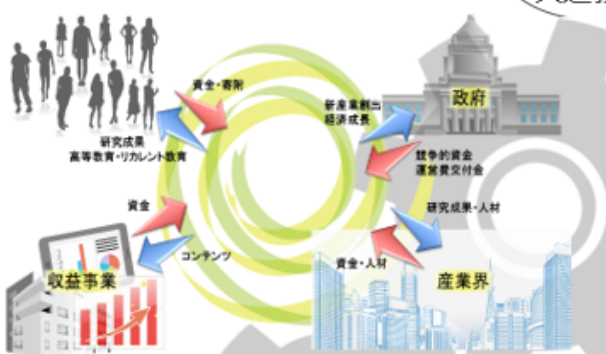 資金・寄附
研究成果
高等教育・リカレント教育
新産業創出
経済成長
政府
競争的資金
運営費交付金
資金
コンテンツ
収益事業
研究成果・人材
資金・人材
産業界